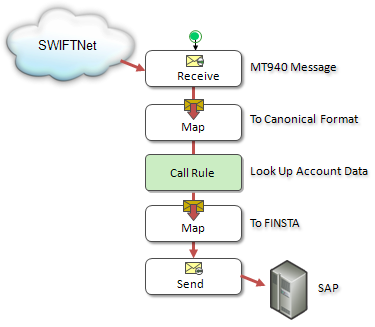 SWIFTNet
Receive
MT940 Message
Map
To Canonical Format
Call Rule
Look Up Account Data
Map
To FINSTA
Send
SAP